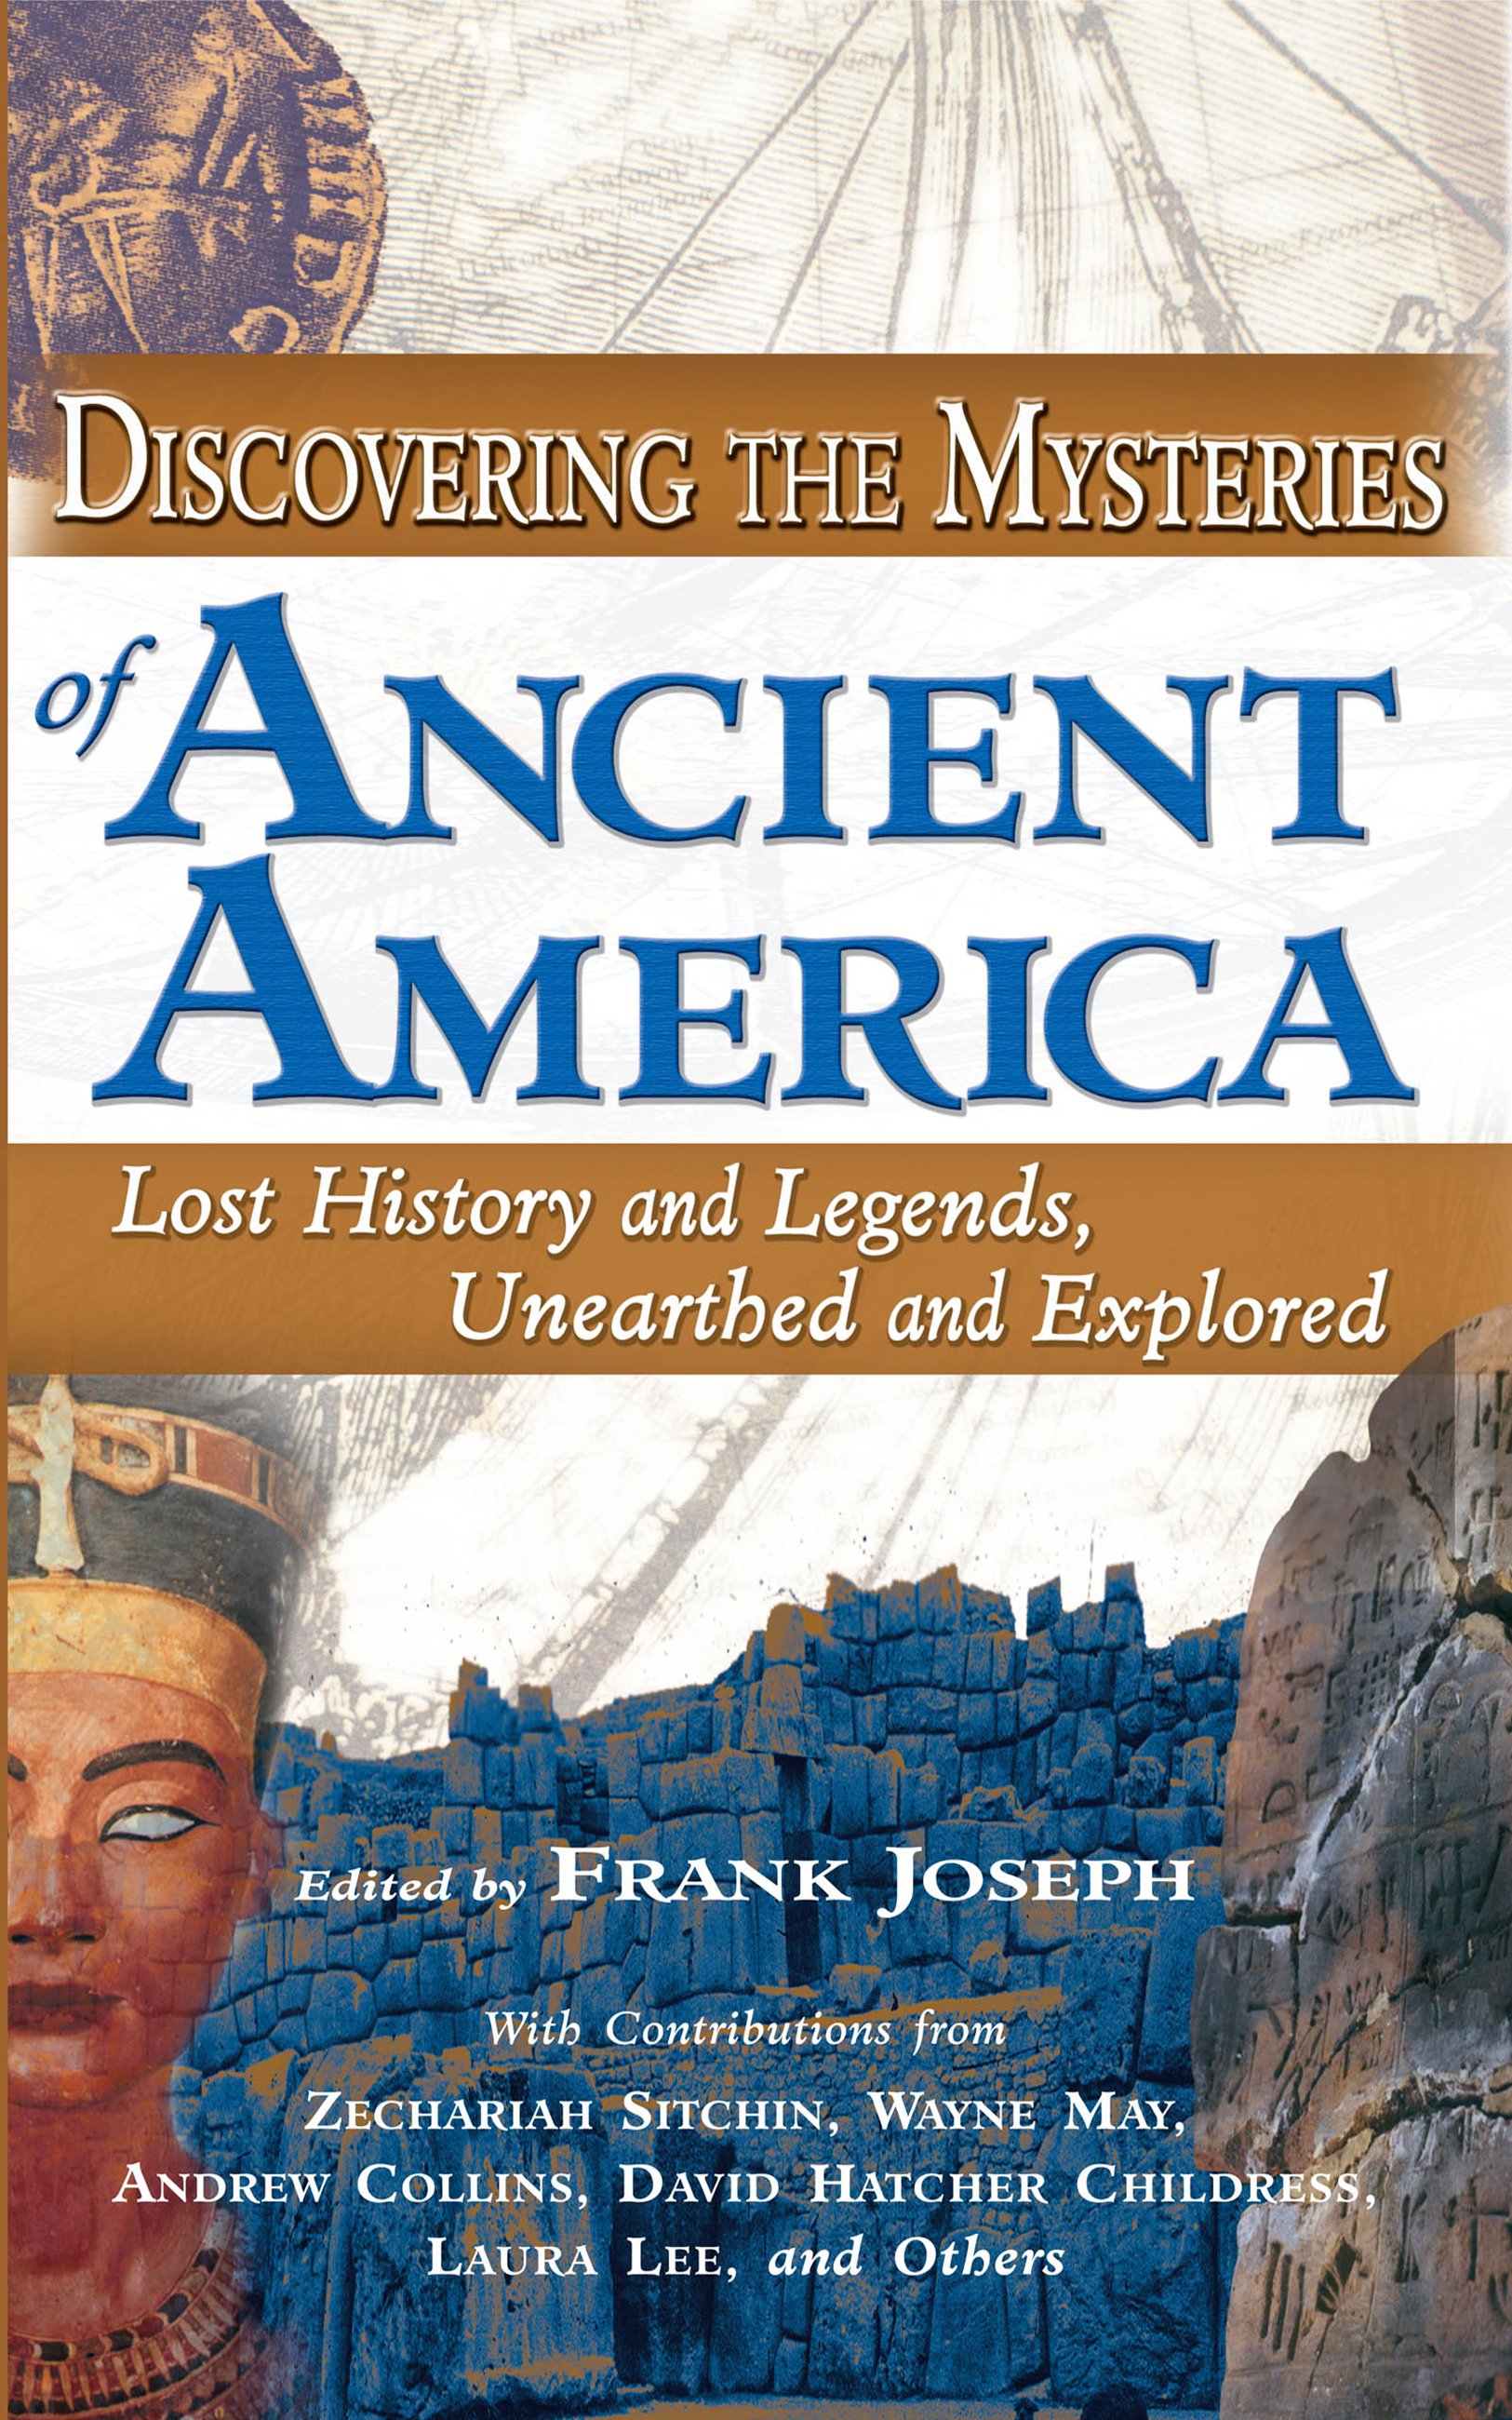 DISCOVERING THE MYSTERIES
of ANCIENT
AMERICA
Lost History and Legends,
Unearthed and Explored
Edited by FRANK JOSEPH
With Contributions from
ZECHARIAH SITCHIN, WAYNE MAY,
ANDREW COLLINS, DAVID HATCHER CHILDRESS,
LAURA LEE, and Others